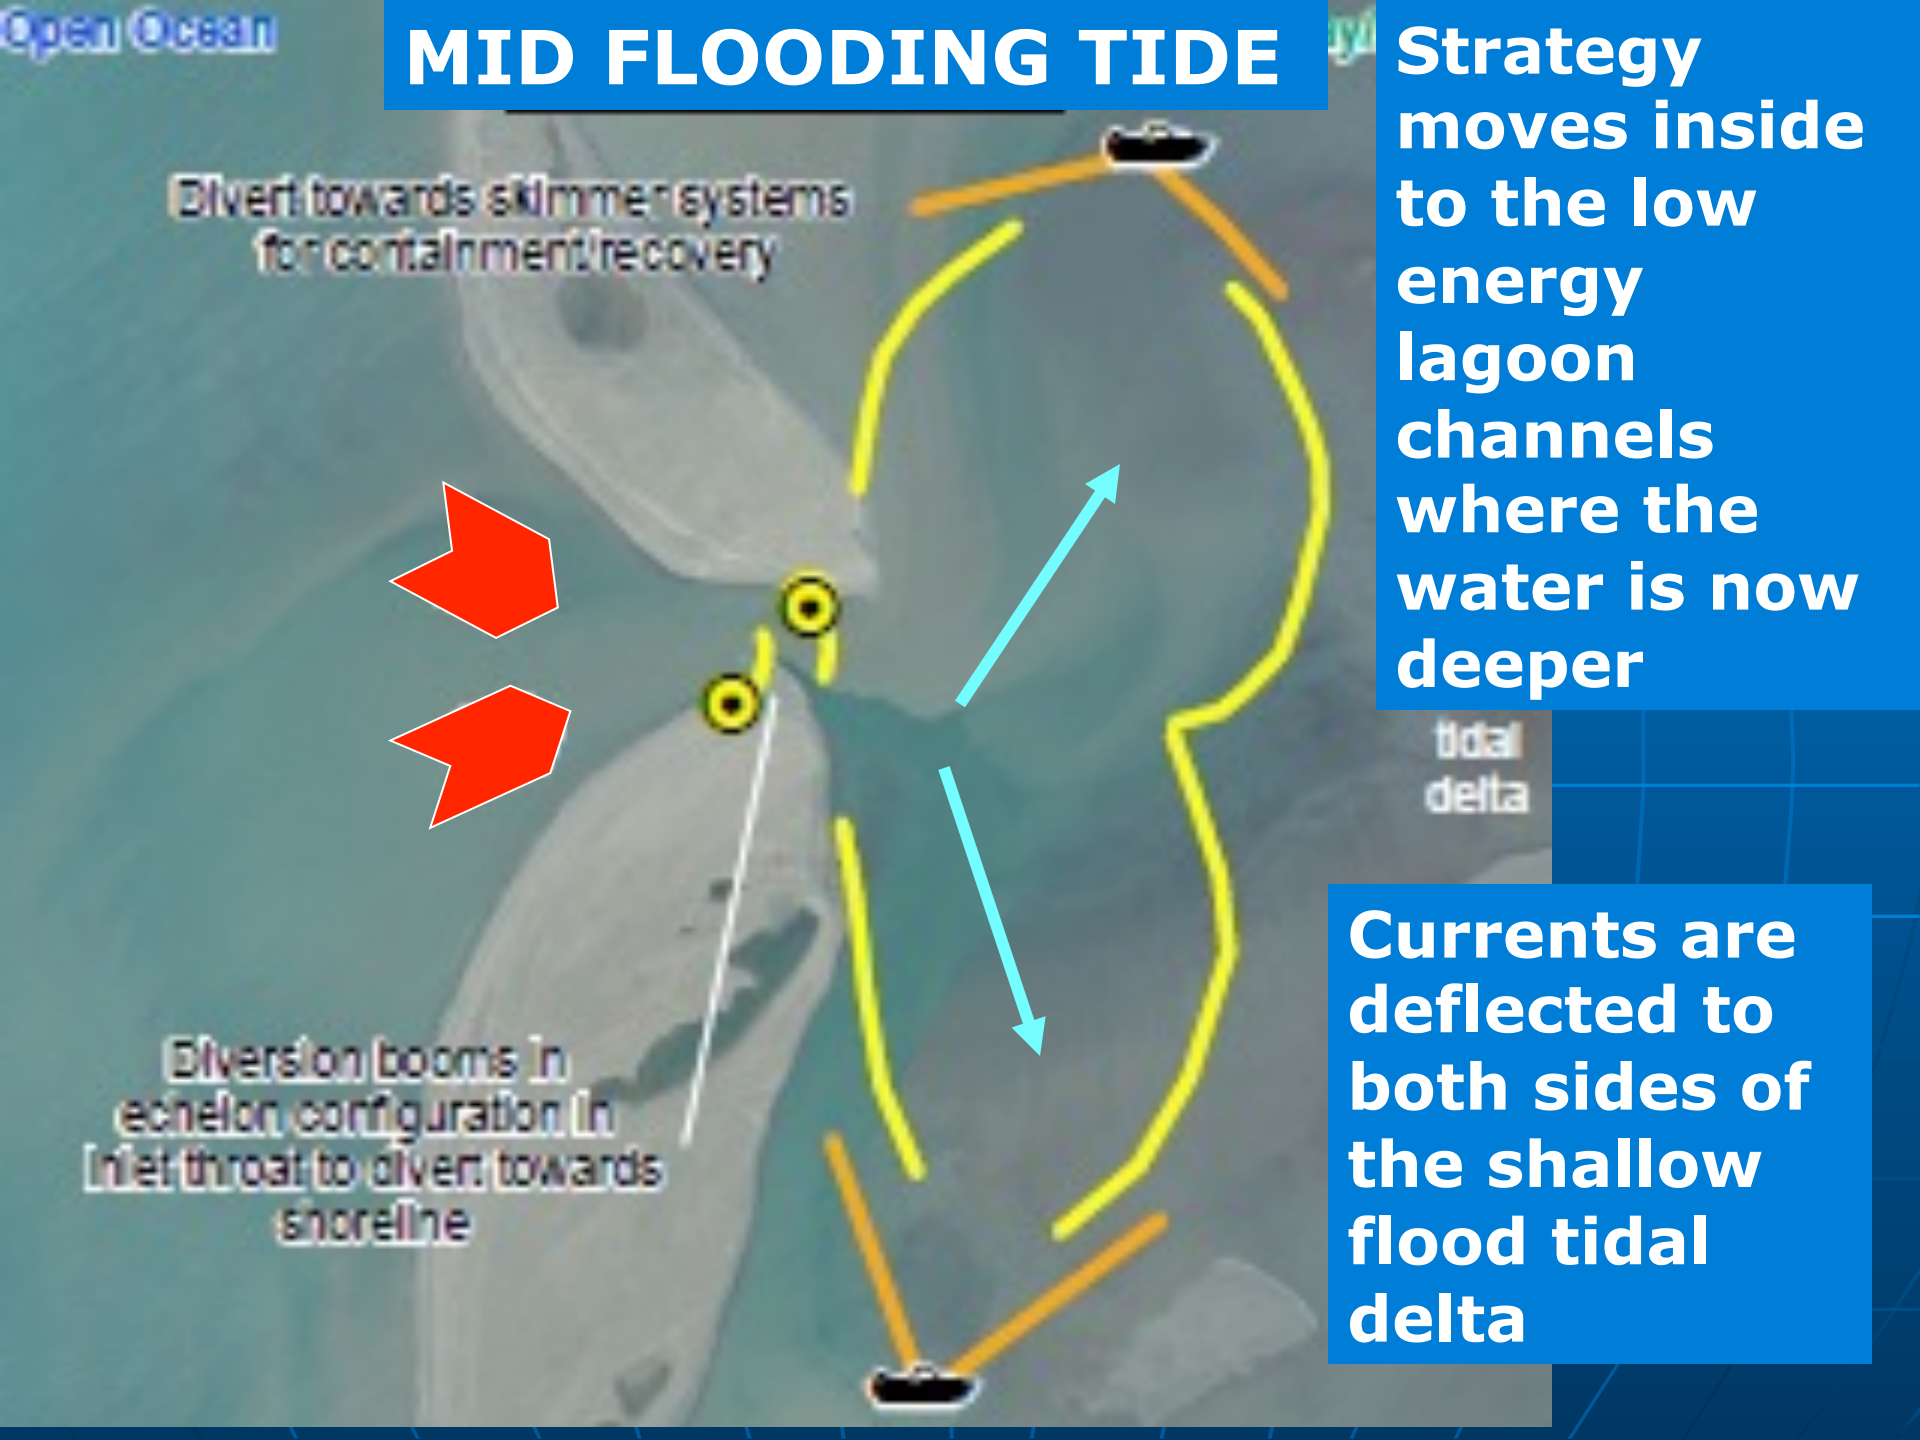 Open Ocean
MID FLOODING TIDE
Strategy
moves inside
to the low
energy
lagoon
channels
where the
water is now
deeper
Divert towards skimmer systems
for containment/recovery
tidal
delta
Currents are
deflected to
both sides of
the shallow
flood tidal
delta
Diversion booms in
echelon configuration in
inlet throat to divert towards
shoreline